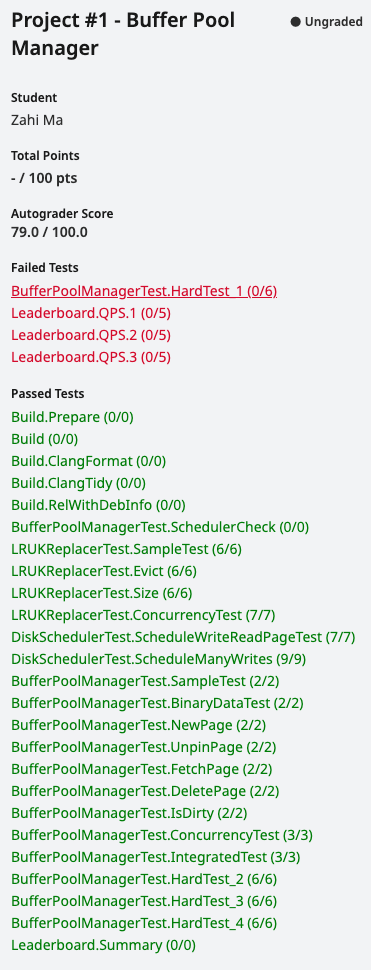 Project #1 - Buffer Pool
Manager
● Ungraded
Student
Zahi Ma
Total Points
- / 100 pts
Autograder Score
79.0 / 100.0
Failed Tests
BufferPoolManagerTest.HardTest_1 (0/6)
Leaderboard.QPS.1 (0/5)
Leaderboard.QPS.2 (0/5)
Leaderboard.QPS.3 (0/5)
Passed Tests
Build.Prepare (0/0)
Build (0/0)
Build.ClangFormat (0/0)
Build.ClangTidy (0/0)
Build.RelWithDebInfo (0/0)
BufferPoolManagerTest.SchedulerCheck (0/0)
LRUKReplacerTest.SampleTest (6/6)
LRUKReplacerTest.Evict (6/6)
LRUKReplacerTest.Size (6/6)
LRUKReplacerTest.ConcurrencyTest (7/7)
DiskSchedulerTest.ScheduleWriteReadPageTest (7/7)
DiskSchedulerTest.ScheduleManyWrites (9/9)
BufferPoolManagerTest.SampleTest (2/2)
BufferPoolManagerTest.BinaryDataTest (2/2)
BufferPoolManagerTest.NewPage (2/2)
BufferPoolManagerTest.UnpinPage (2/2)
BufferPoolManagerTest.FetchPage (2/2)
BufferPoolManagerTest.DeletePage (2/2)
BufferPoolManagerTest.IsDirty (2/2)
BufferPoolManagerTest.ConcurrencyTest (3/3)
BufferPoolManagerTest.IntegratedTest (3/3)
BufferPoolManagerTest.HardTest_2 (6/6)
BufferPoolManagerTest.HardTest_3 (6/6)
BufferPoolManagerTest.HardTest_4 (6/6)
Leaderboard.Summary (0/0)